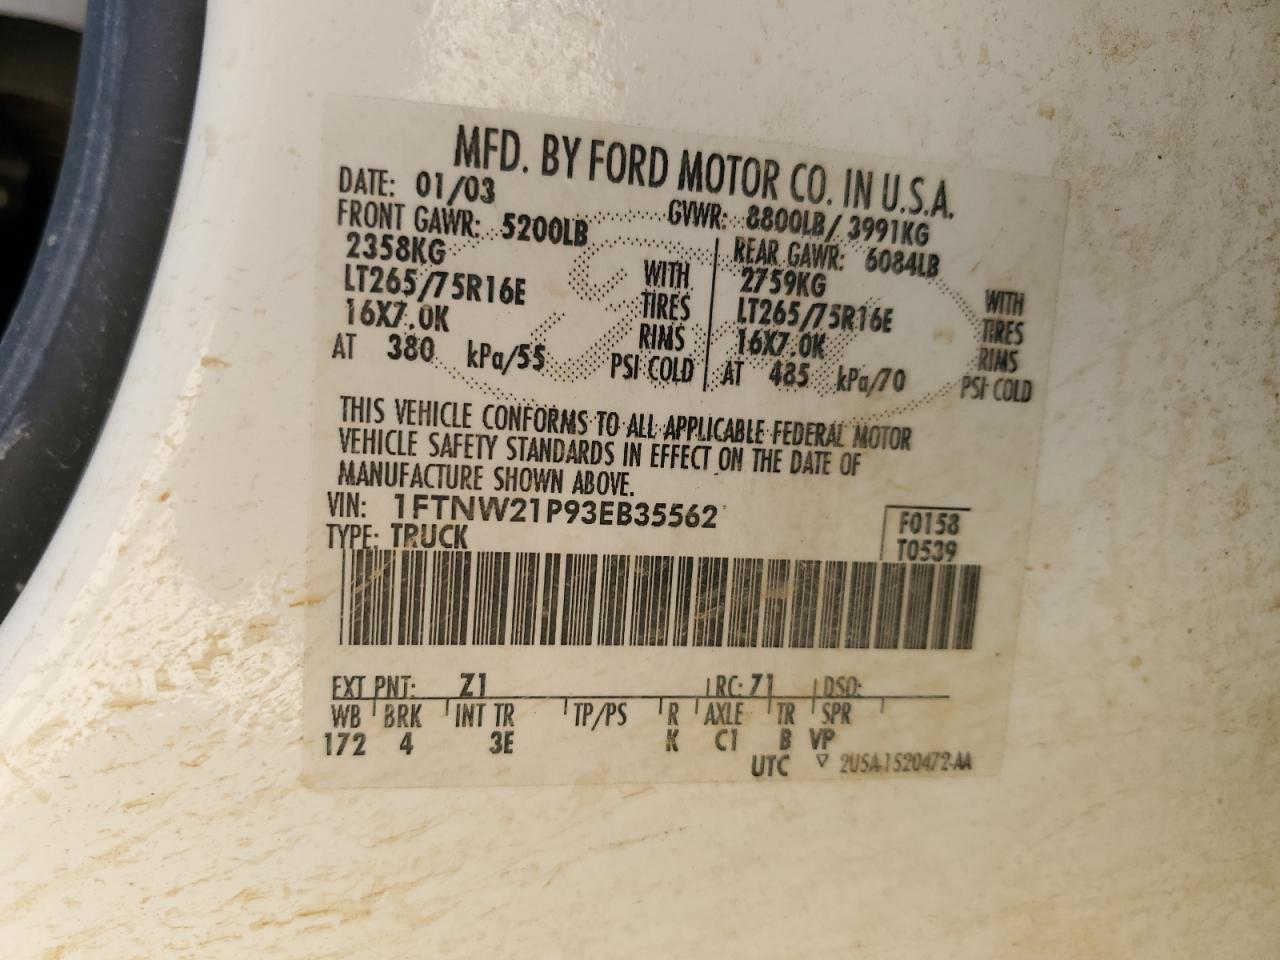 MFD. BY FORD MOTOR CO. IN U.S.A.
DATE: 01/03
GVWR: 8800LB/ 3991KG
FRONT GAWR: 5200LB
2358KG WITH
LT265/75R16E TIRES
16X7.0K RIMS
AT 380 kPa/55 PSI COLD
REAR GAWR: 6084LB
2759KG WITH
LT265/75R16E TIRES
16X7.0K RIMS
AT 485 kPa/70 PSI COLD
THIS VEHICLE CONFORMS TO ALL APPLICABLE FEDERAL MOTOR
VEHICLE SAFETY STANDARDS IN EFFECT ON THE DATE OF
MANUFACTURE SHOWN ABOVE.
VIN: 1FTNW21P93EB35562
TYPE: TRUCK
F0158
T0539
EXT PNT: Z1 RC: 71 DSO:
WB BRK INT TR TP/PS R AXLE TR SPR
172 4 3E K C1 B VP
UTC ▽ 2U5A-1520472-AA